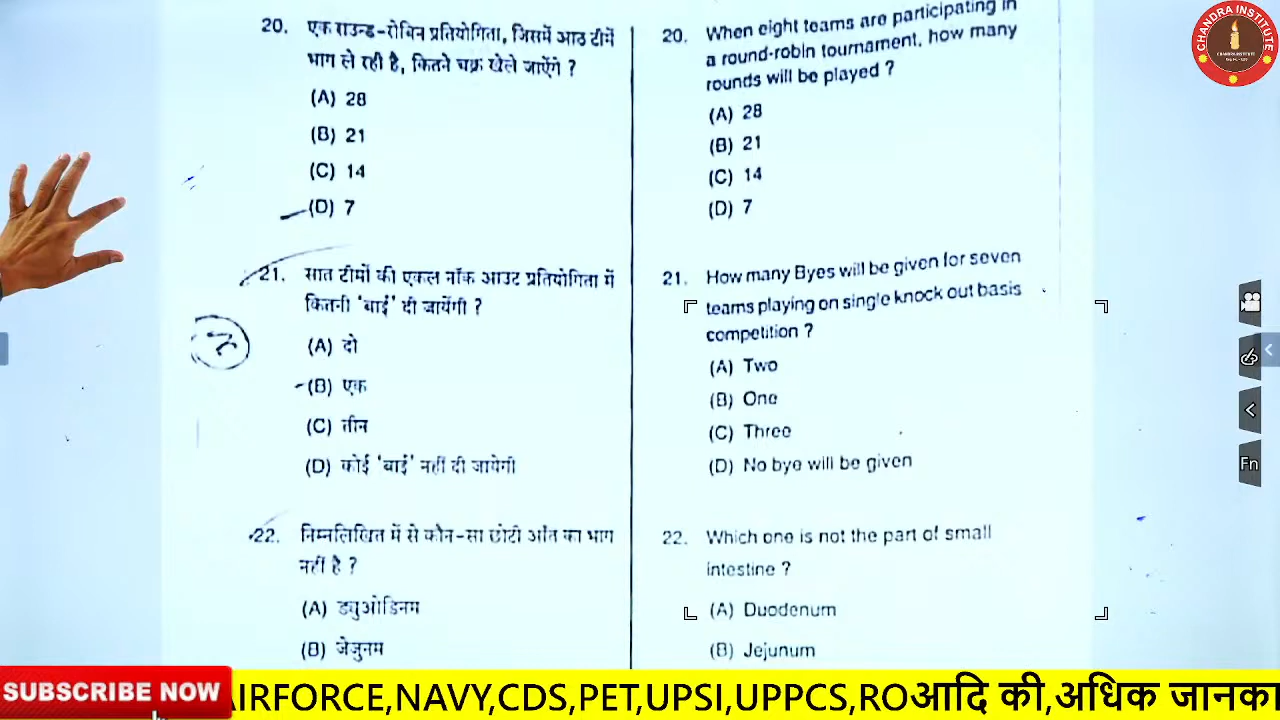 20. एक राउन्ड-रोबिन प्रतियोगिता, जिसमें आठ टीमें
भाग ले रही है, कितने चक्र खेले जाऐंगे ?
(A) 28
(B) 21
(C) 14
(D) 7
21. सात टीमों की एकल नॉक आउट प्रतियोगिता में
कितनी 'बाई' दी जायेंगी ?
(A) दो
(B) एक
(C) तीन
(D) कोई 'बाई' नहीं दी जायेगी
22. निम्नलिखित में से कौन-सा छोटी आंत का भाग
नहीं है ?
(A) ड्युओडिनम
(B) जेजुनम
20. When eight teams are participating in
a round-robin tournament, how many
rounds will be played ?
(A) 28
(B) 21
(C) 14
(D) 7
21. How many Byes will be given for seven
teams playing on single knock out basis
competition ?
(A) Two
(B) One
(C) Three
(D) No bye will be given
22. Which one is not the part of small
intestine ?
(A) Duodenum
(B) Jejunum
CHANDRA INSTITUTE
Fn
SUBSCRIBE NOW
AIRFORCE,NAVY,CDS,PET,UPSI,UPPCS,ROआदि की,अधिक जानका